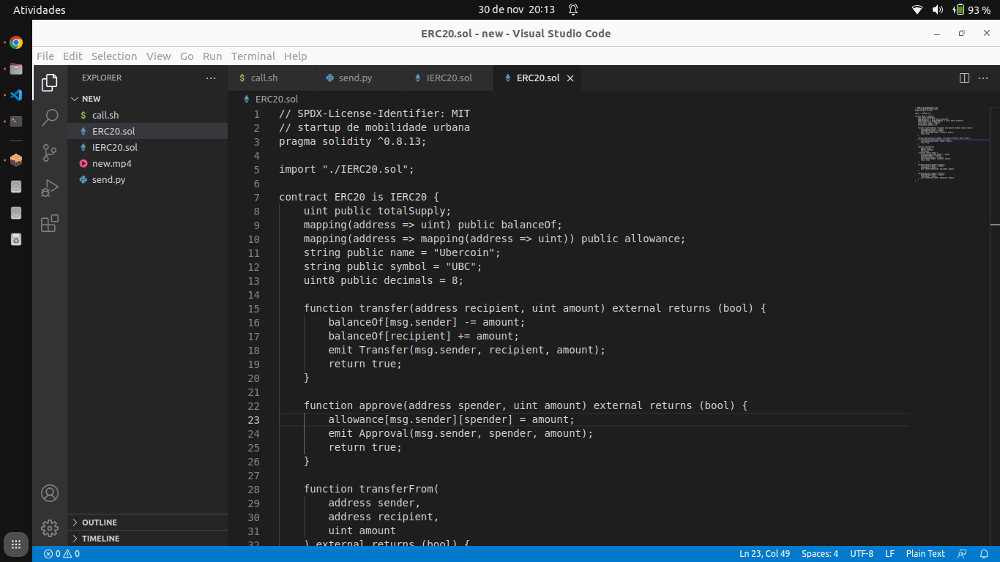 Atividades
30 de nov 20:13
93 %
ERC20.sol - new - Visual Studio Code
File Edit Selection View Go Run Terminal Help
EXPLORER
NEW
$ call.sh
ERC20.sol
IERC20.sol
new.mp4
send.py
OUTLINE
TIMELINE
$ call.sh
send.py
IERC20.sol
ERC20.sol
ERC20.sol
1 // SPDX-License-Identifier: MIT
2 // startup de mobilidade urbana
3 pragma solidity ^0.8.13;
4
5 import "./IERC20.sol";
6
7 contract ERC20 is IERC20 {
8 uint public totalSupply;
9 mapping(address => uint) public balanceOf;
10 mapping(address => mapping(address => uint)) public allowance;
11 string public name = "Ubercoin";
12 string public symbol = "UBC";
13 uint8 public decimals = 8;
14
15 function transfer(address recipient, uint amount) external returns (bool) {
16 balanceOf[msg.sender] -= amount;
17 balanceOf[recipient] += amount;
18 emit Transfer(msg.sender, recipient, amount);
19 return true;
20 }
21
22 function approve(address spender, uint amount) external returns (bool) {
23 allowance[msg.sender][spender] = amount;
24 emit Approval(msg.sender, spender, amount);
25 return true;
26 }
27
28 function transferFrom(
29 address sender,
30 address recipient,
31 uint amount
32 ) external returns (bool) {
0 0
Ln 23, Col 49 Spaces: 4 UTF-8 LF Plain Text